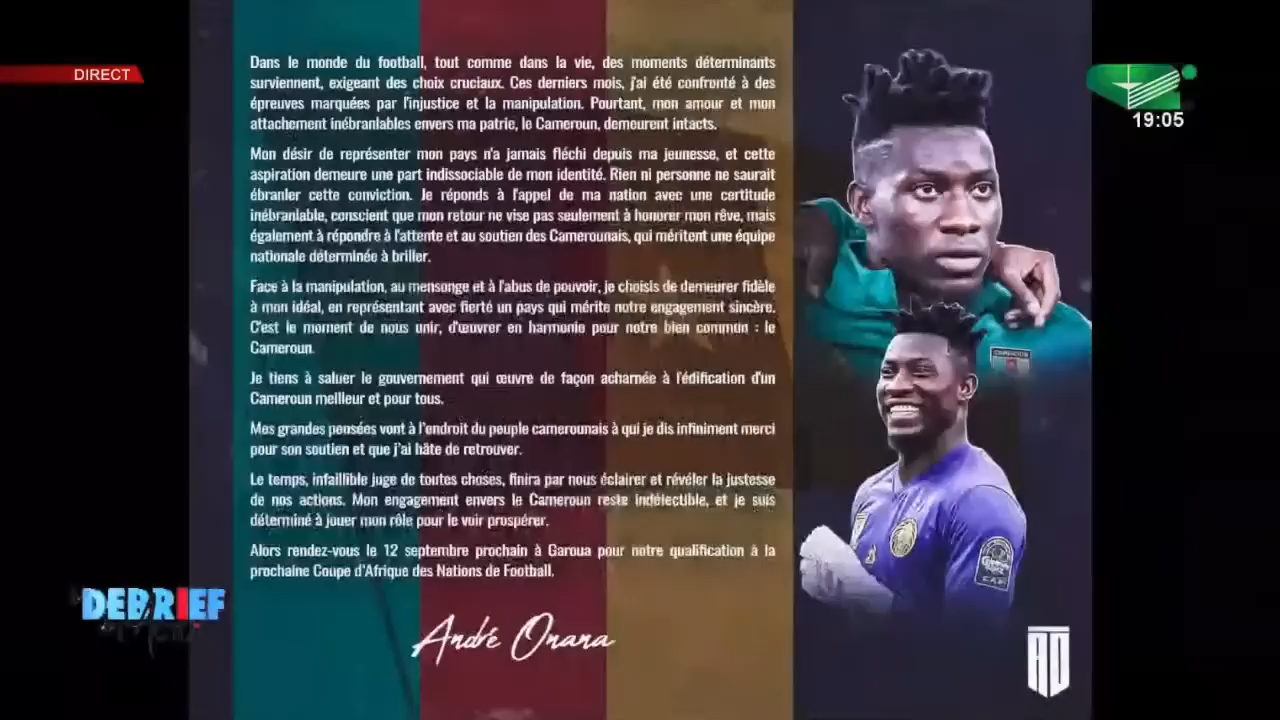 DIRECT
19:05
Dans le monde du football, tout comme dans la vie, des moments déterminants
surviennent, exigeant des choix cruciaux. Ces derniers mois, j'ai été confronté à des
épreuves marquées par l'injustice et la manipulation. Pourtant, mon amour et mon
attachement inébranlables envers ma patrie, le Cameroun, demeurent intacts.
Mon désir de représenter mon pays n'a jamais fléchi depuis ma jeunesse, et cette
aspiration demeure une part indissociable de mon identité. Rien ni personne ne saurait
ébranler cette conviction. Je réponds à l'appel de ma nation avec une certitude
inébranlable, conscient que mon retour ne vise pas seulement à honorer mon rêve, mais
également à répondre à l'attente et au soutien des Camerounais, qui méritent une équipe
nationale déterminée à briller.
Face à la manipulation, au mensonge et à l'abus de pouvoir, je choisis de demeurer fidèle
à mon idéal, en représentant avec fierté un pays qui mérite notre engagement sincère.
C'est le moment de nous unir, d'œuvrer en harmonie pour notre bien commun : le
Cameroun.
Je tiens à saluer le gouvernement qui œuvre de façon acharnée à l'édification d'un
Cameroun meilleur et pour tous.
Mes grandes pensées vont à l'endroit du peuple camerounais à qui je dis infiniment merci
pour son soutien et que j'ai hâte de retrouver.
Le temps, infaillible juge de toutes choses, finira par nous éclairer et révéler la justesse
de nos actions. Mon engagement envers le Cameroun reste indéfectible, et je suis
déterminé à jouer mon rôle pour le voir prospérer.
Alors rendez-vous le 12 septembre prochain à Garoua pour notre qualification à la
prochaine Coupe d'Afrique des Nations de Football.
André Onana
CAMEROUN
CAF
DEBRIEF
AO